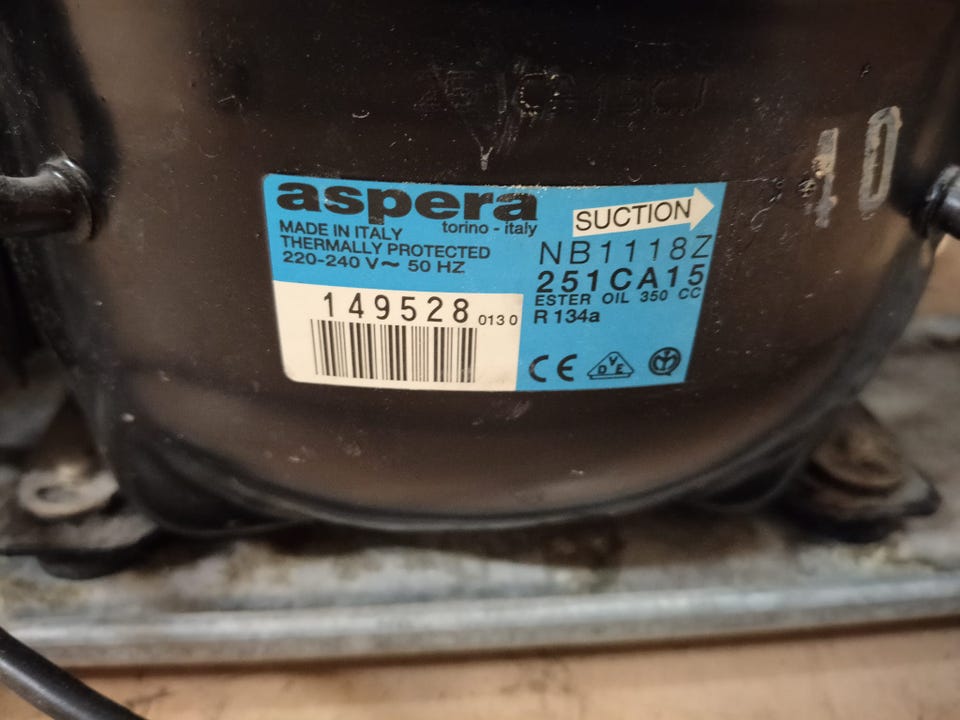 aspera
torino - italy
SUCTION
MADE IN ITALY
THERMALLY PROTECTED
220-240 V~ 50 HZ
NB1118Z
251CA15
ESTER OIL 350 CC
R 134a
149528 0130
CE
DVE
10